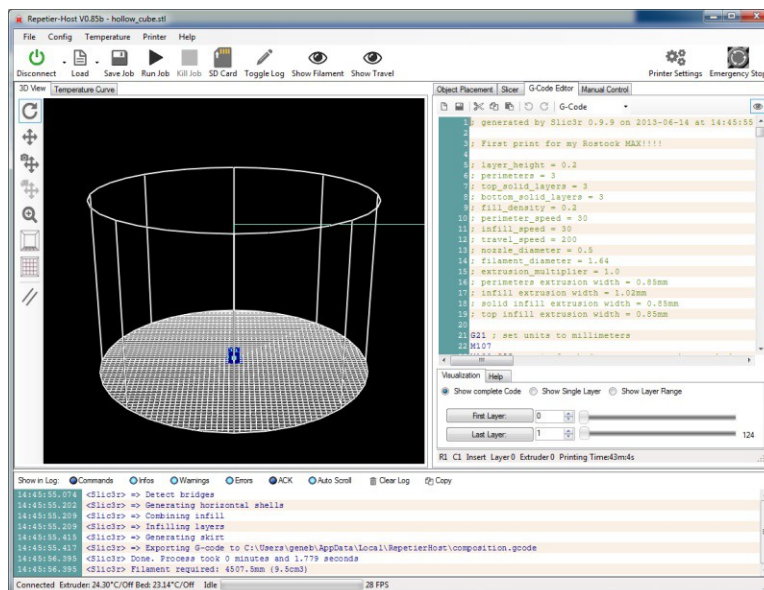 Repetier-Host V0.85b - hollow_cube.stl
File Config Temperature Printer Help
Disconnect Load Save Job Run Job Kill Job SD Card Toggle Log Show Filament Show Travel Printer Settings Emergency Stop
3D View Temperature Curve
Object Placement Slicer G-Code Editor Manual Control
G-Code
1 ; generated by Slic3r 0.9.9 on 2013-06-14 at 14:45:55
2
3 ; First print for my Rostock MAX!!!!
4
5 ; layer_height = 0.2
6 ; perimeters = 3
7 ; top_solid_layers = 3
8 ; bottom_solid_layers = 3
9 ; fill_density = 0.2
10 ; perimeter_speed = 30
11 ; infill_speed = 30
12 ; travel_speed = 200
13 ; nozzle_diameter = 0.5
14 ; filament_diameter = 1.64
15 ; extrusion_multiplier = 1.0
16 ; perimeters extrusion width = 0.85mm
17 ; infill extrusion width = 1.02mm
18 ; solid infill extrusion width = 0.85mm
19 ; top infill extrusion width = 0.85mm
20
21 G21 ; set units to millimeters
22 M107
Visualization Help
Show complete Code Show Single Layer Show Layer Range
First Layer: 0
Last Layer: 1 124
R1 C1 Insert Layer 0 Extruder 0 Printing Time:43m:4s
Show in Log: Commands Infos Warnings Errors ACK Auto Scroll Clear Log Copy
14:45:55.074 <Slic3r> => Detect bridges
14:45:55.202 <Slic3r> => Generating horizontal shells
14:45:55.209 <Slic3r> => Combining infill
14:45:55.209 <Slic3r> => Infilling layers
14:45:55.415 <Slic3r> => Generating skirt
14:45:55.417 <Slic3r> => Exporting G-code to C:\Users\geneb\AppData\Local\RepetierHost\composition.gcode
14:45:56.395 <Slic3r> Done. Process took 0 minutes and 1.779 seconds
14:45:56.395 <Slic3r> Filament required: 4507.5mm (9.5cm3)
Connected Extruder: 24.30°C/Off Bed: 23.14°C/Off Idle 28 FPS